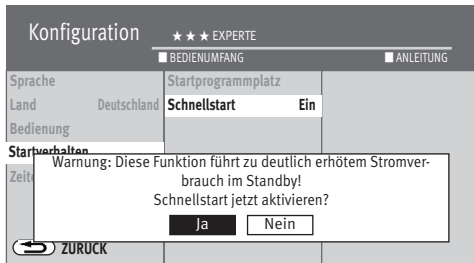 Konfiguration
★★★ EXPERTE
BEDIENUMFANG
ANLEITUNG
Sprache
Startprogrammplatz
Land Deutschland
Schnellstart Ein
Bedienung
Startverhalten
Zeit
Warnung: Diese Funktion führt zu deutlich erhötem Stromver-
brauch im Standby!
Schnellstart jetzt aktivieren?
Ja Nein
ZURÜCK